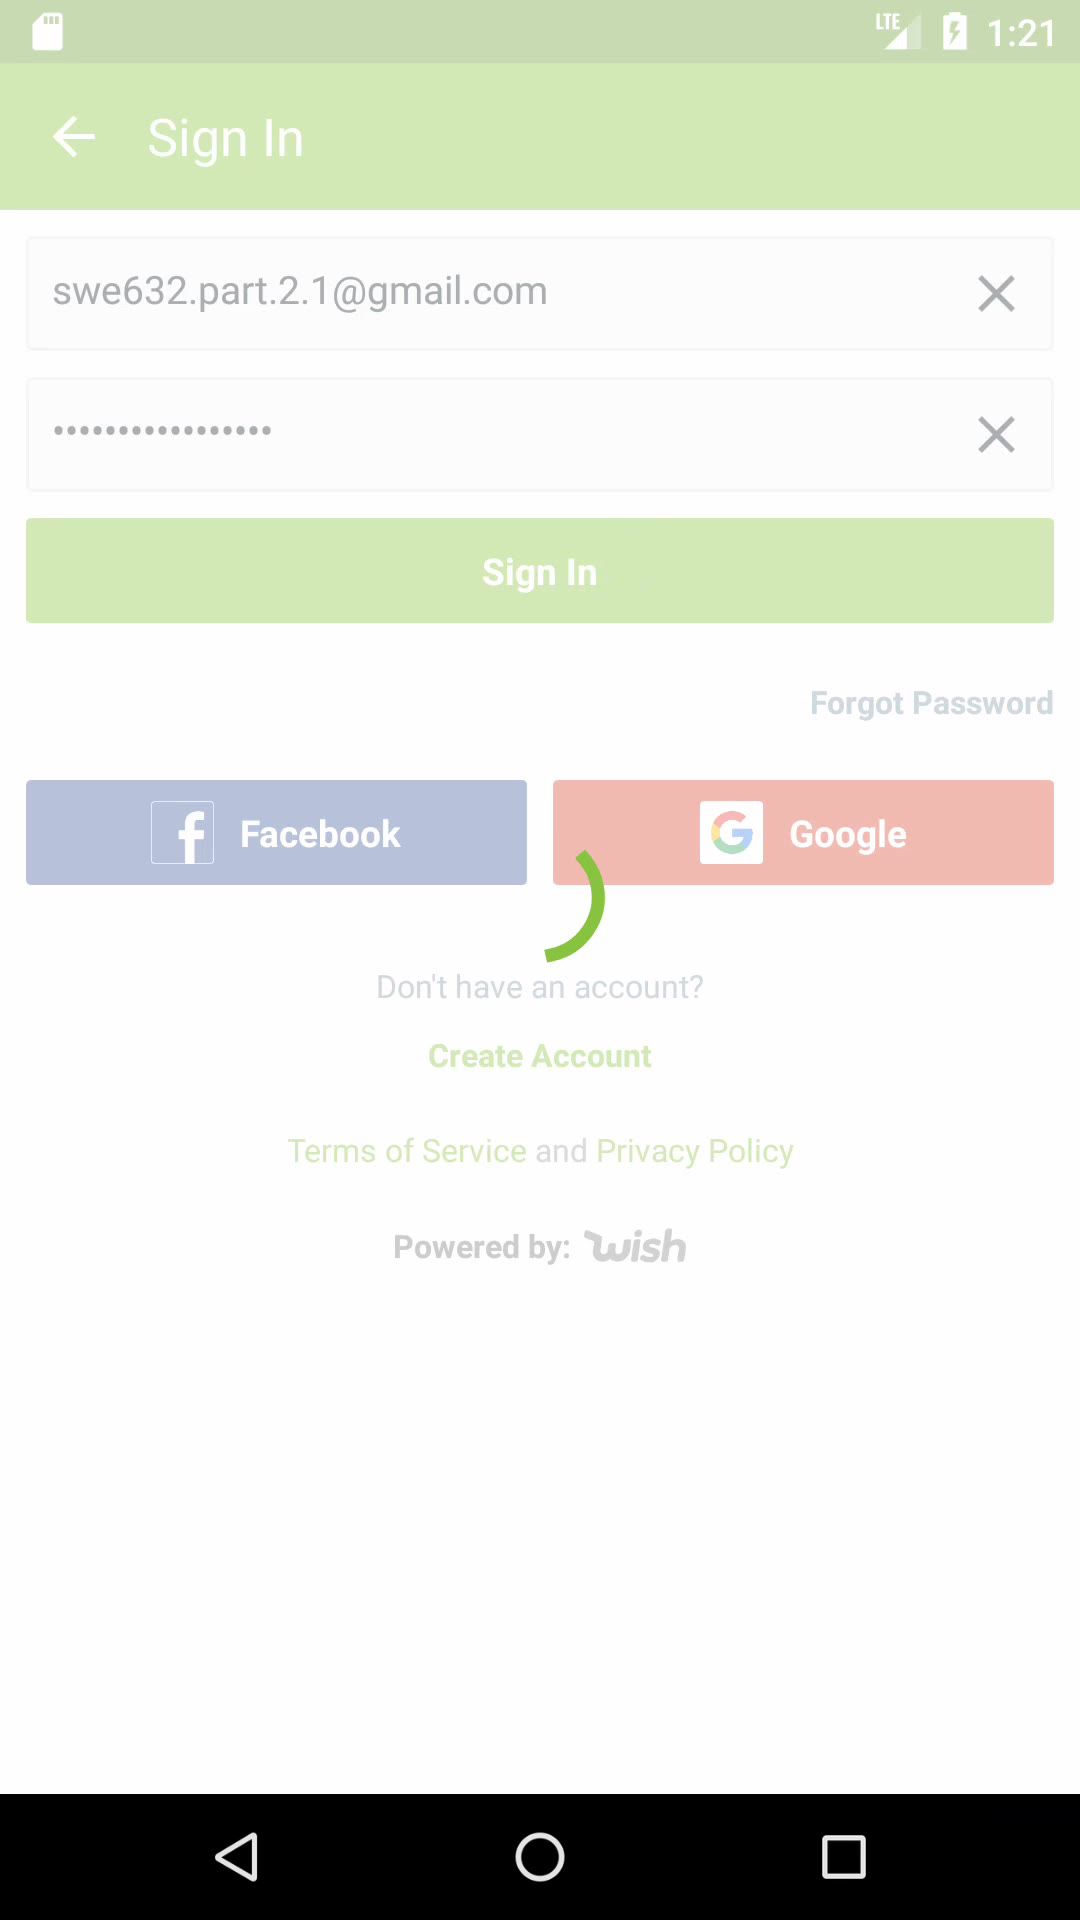 LTE 1:21
Sign In
swe632.part.2.1@gmail.com
•••••••••••••••••
Sign In
Forgot Password
Facebook Google
Don't have an account?
Create Account
Terms of Service and Privacy Policy
Powered by: wish